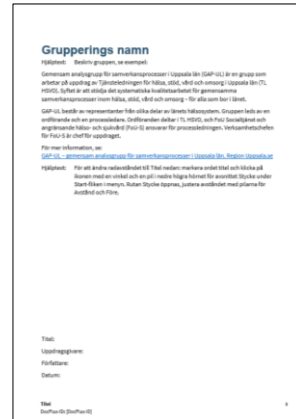 Grupperings namn
Hjälptext: Beskriv gruppen, se exempel:
Gemensam analysgrupp för samverkansprocesser i Uppsala län (GAP-UL) är en grupp som
arbetar på uppdrag av Tjänsteledningen för hälsa, stöd, vård och omsorg i Uppsala län (TL
HSVO). Syftet är att stödja det systematiska kvalitetsarbetet för gemensamma
samverkansprocesser inom hälsa, stöd, vård och omsorg – för alla som bor i länet.
GAP-UL består av representanter från olika delar av länets hälsosystem. Gruppen leds av en
ordförande och en processledare. Ordföranden deltar i TL HSVO, och FoU Socialtjänst och
angränsande hälso- och sjukvård (FoU-S) ansvarar för processledningen. Verksamhetschefen
för FoU-S är chef för uppdraget.
För mer information, se:
GAP-UL – gemensam analysgrupp för samverkansprocesser i Uppsala län, Region Uppsala.se
Hjälptext: För att ändra radavståndet till Titel nedan: markera ordet titel och klicka på
ikonen med en vinkel och en pil i nedre högra hörnet för avsnittet Stycke under
Start-fliken i menyn. Rutan Stycke öppnas, justera avståndet med pilarna för
Avstånd och Före.
Titel:
Uppdragsgivare:
Författare:
Datum:
Titel
DocPlus-ID: [DocPlus-ID]